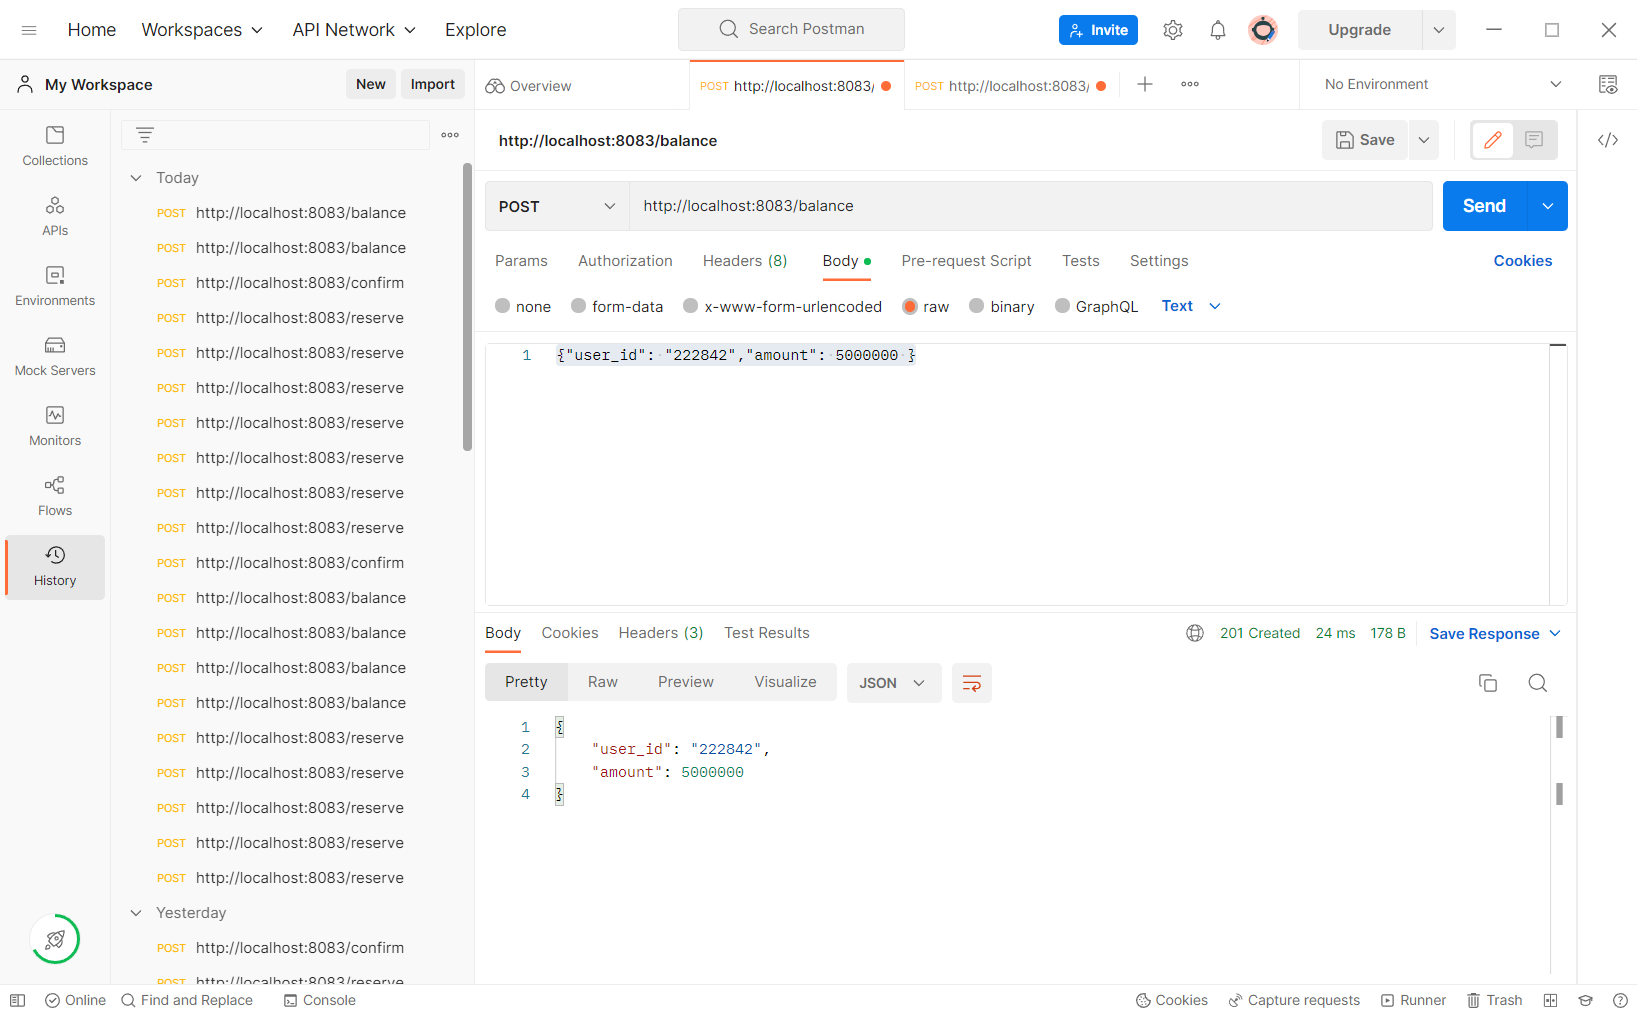 Home Workspaces API Network Explore Search Postman Invite Upgrade
My Workspace New Import Overview POST http://localhost:8083/ POST http://localhost:8083/ No Environment
Collections
APIs
Environments
Mock Servers
Monitors
Flows
History
Today
POST http://localhost:8083/balance
POST http://localhost:8083/balance
POST http://localhost:8083/confirm
POST http://localhost:8083/reserve
POST http://localhost:8083/reserve
POST http://localhost:8083/reserve
POST http://localhost:8083/reserve
POST http://localhost:8083/reserve
POST http://localhost:8083/reserve
POST http://localhost:8083/reserve
POST http://localhost:8083/confirm
POST http://localhost:8083/balance
POST http://localhost:8083/balance
POST http://localhost:8083/balance
POST http://localhost:8083/balance
POST http://localhost:8083/reserve
POST http://localhost:8083/reserve
POST http://localhost:8083/reserve
POST http://localhost:8083/reserve
POST http://localhost:8083/reserve
Yesterday
POST http://localhost:8083/confirm
POST http://localhost:8083/reserve
http://localhost:8083/balance Save
POST http://localhost:8083/balance Send
Params Authorization Headers (8) Body Pre-request Script Tests Settings Cookies
none form-data x-www-form-urlencoded raw binary GraphQL Text
1 {"user_id": "222842","amount": 5000000 }
Body Cookies Headers (3) Test Results 201 Created 24 ms 178 B Save Response
Pretty Raw Preview Visualize JSON
1 {
2 "user_id": "222842",
3 "amount": 5000000
4 }
Online Find and Replace Console Cookies Capture requests Runner Trash